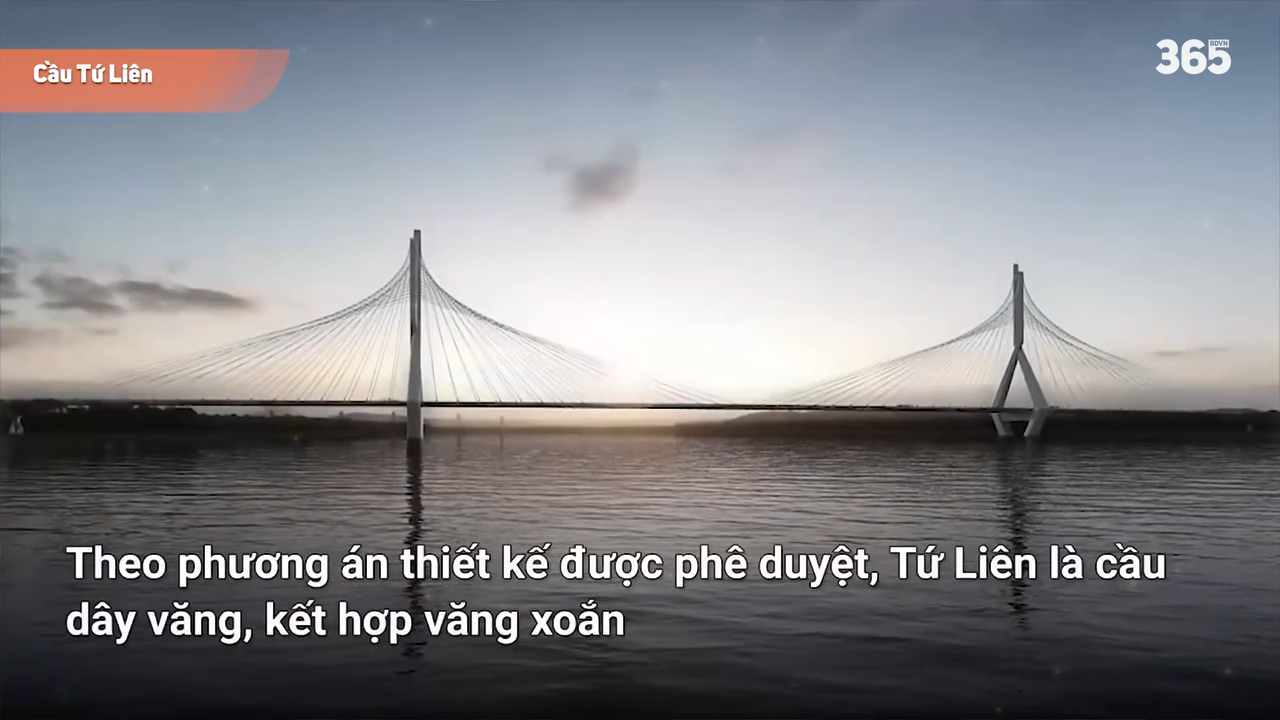 Cầu Tứ Liên
365
BDVN
Theo phương án thiết kế được phê duyệt, Tứ Liên là cầu
dây văng, kết hợp văng xoắn